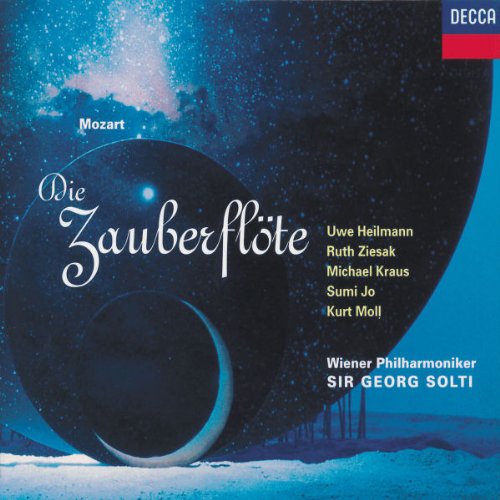 DECCA
Mozart
Die
Zauberflöte
Uwe Heilmann
Ruth Ziesak
Michael Kraus
Sumi Jo
Kurt Moll
Wiener Philharmoniker
SIR GEORG SOLTI